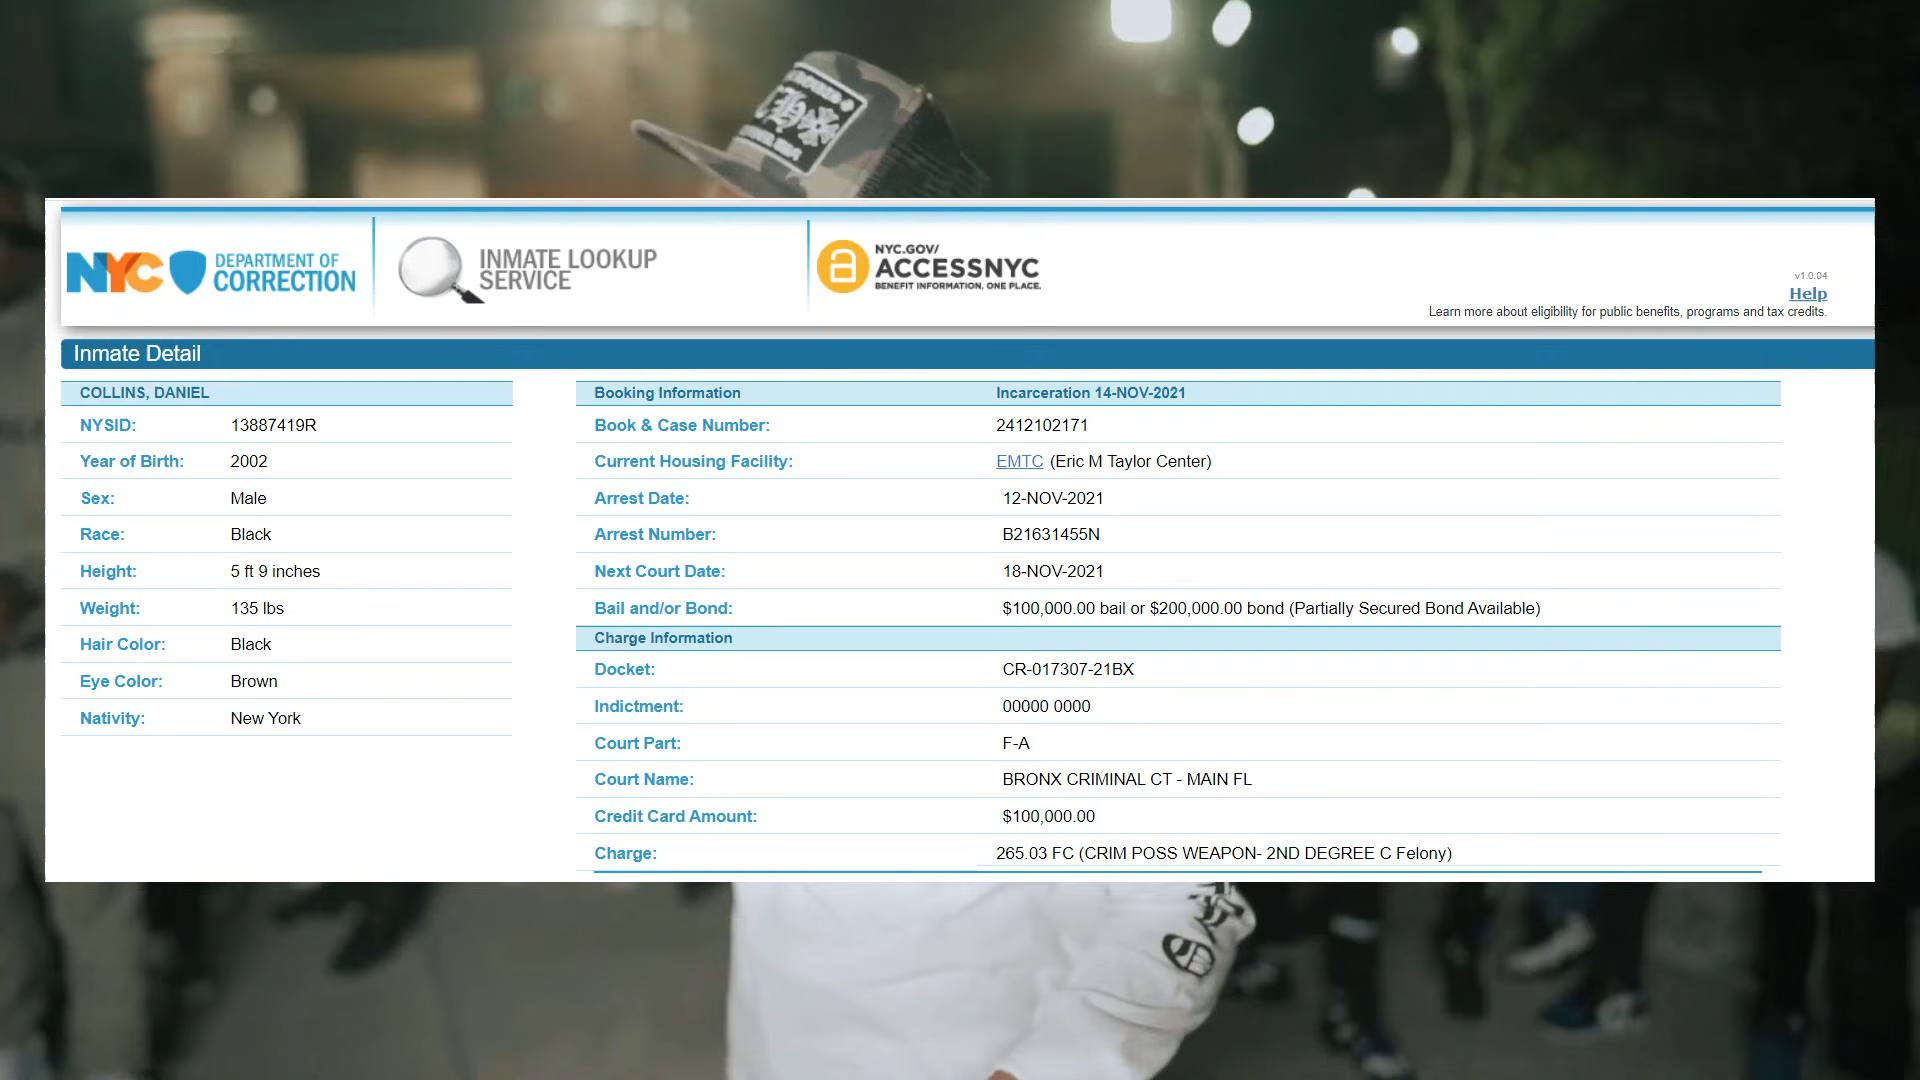 NYC DEPARTMENT OF CORRECTION
INMATE LOOKUP SERVICE
NYC.GOV/
ACCESSNYC
BENEFIT INFORMATION. ONE PLACE.
v1.0.04
Help
Learn more about eligibility for public benefits, programs and tax credits.
Inmate Detail
COLLINS, DANIEL
NYSID: 13887419R
Year of Birth: 2002
Sex: Male
Race: Black
Height: 5 ft 9 inches
Weight: 135 lbs
Hair Color: Black
Eye Color: Brown
Nativity: New York
Booking Information Incarceration 14-NOV-2021
Book & Case Number: 2412102171
Current Housing Facility: EMTC (Eric M Taylor Center)
Arrest Date: 12-NOV-2021
Arrest Number: B21631455N
Next Court Date: 18-NOV-2021
Bail and/or Bond: $100,000.00 bail or $200,000.00 bond (Partially Secured Bond Available)
Charge Information
Docket: CR-017307-21BX
Indictment: 00000 0000
Court Part: F-A
Court Name: BRONX CRIMINAL CT - MAIN FL
Credit Card Amount: $100,000.00
Charge: 265.03 FC (CRIM POSS WEAPON- 2ND DEGREE C Felony)